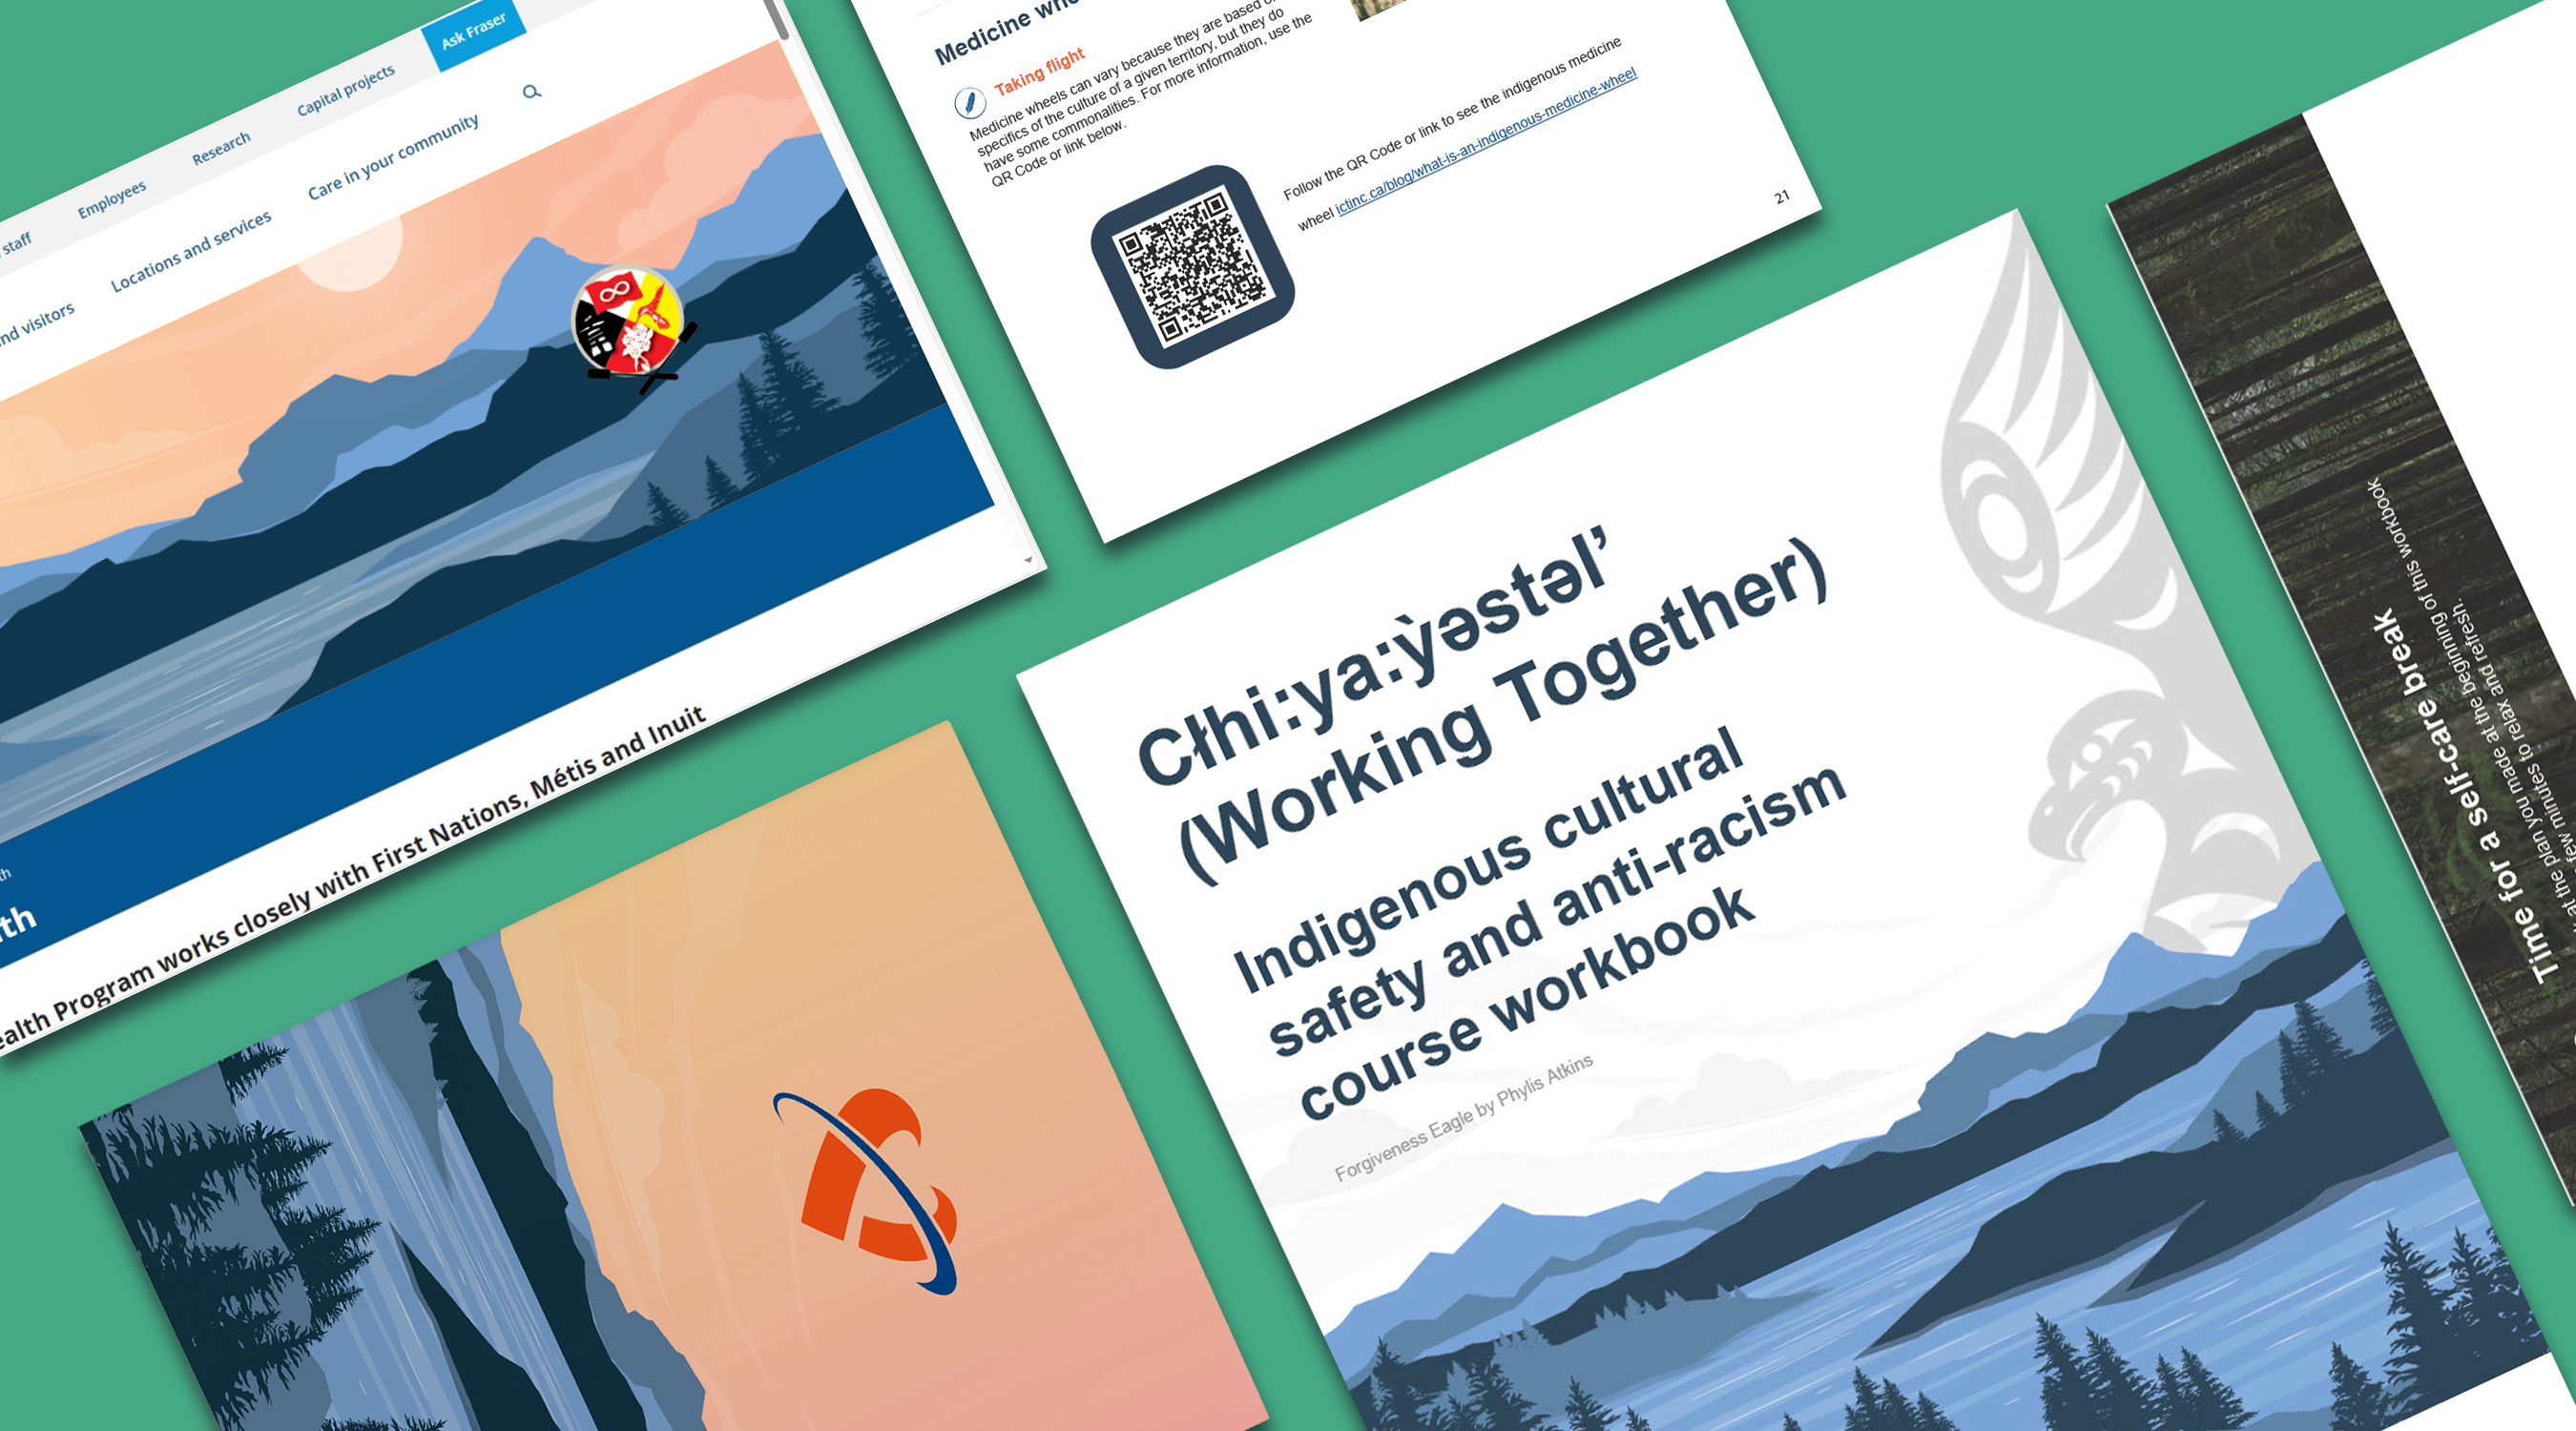 Ask Fraser
staff
Employees
Research
Capital projects
nd visitors
Locations and services
Care in your community
th
ealth Program works closely with First Nations, Métis and Inuit
Taking flight
Medicine wheels can vary because they are based
specifics of the culture of a given territory, but they do
have some commonalities. For more information, use the
QR Code or link below.
Follow the QR Code or link to see the indigenous medicine
wheel ictinc.ca/blog/what-is-an-indigenous-medicine-wheel
21
Cłhi:ya:y̓əstəl’
(Working Together)
Indigenous cultural
safety and anti-racism
course workbook
Forgiveness Eagle by Phylis Atkins
Time for a self-care break
at the plan you made at the beginning of this workbook
few minutes to relax and refresh.